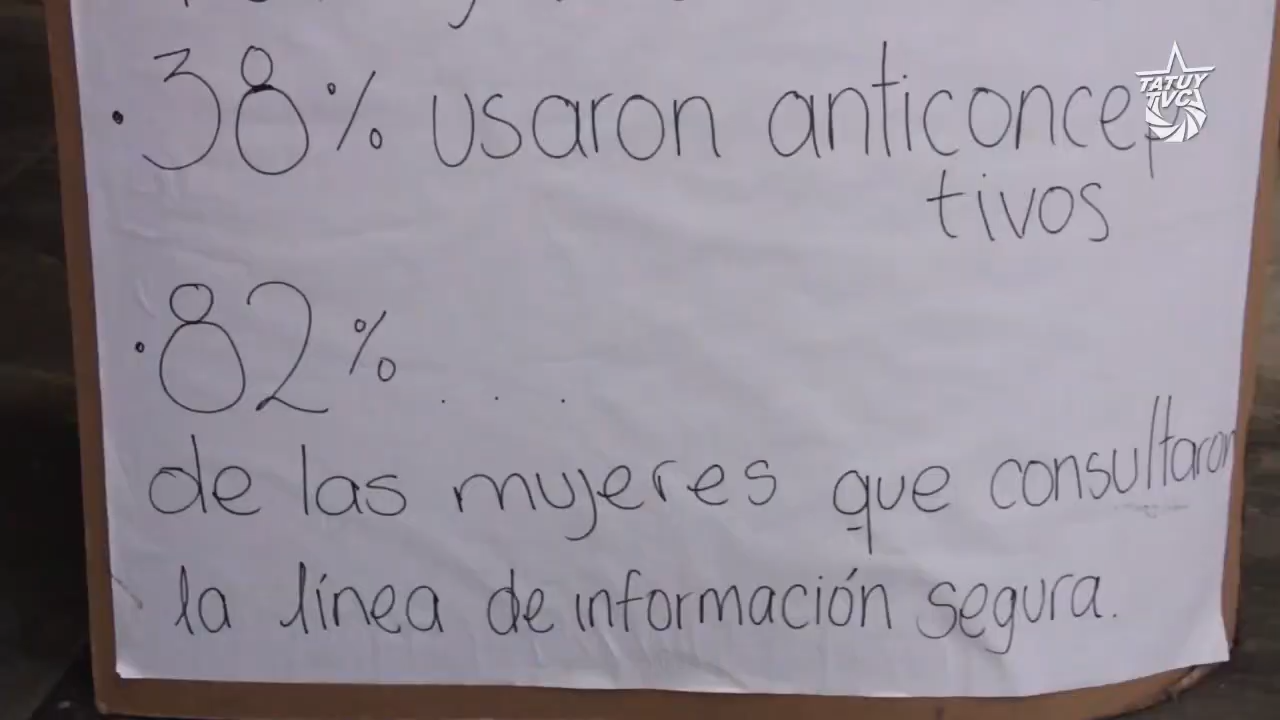 · 38% usaron anticoncep
tivos
· 82% . . .
de las mujeres que consultaron
la línea de información segura.
TATUY
TVC